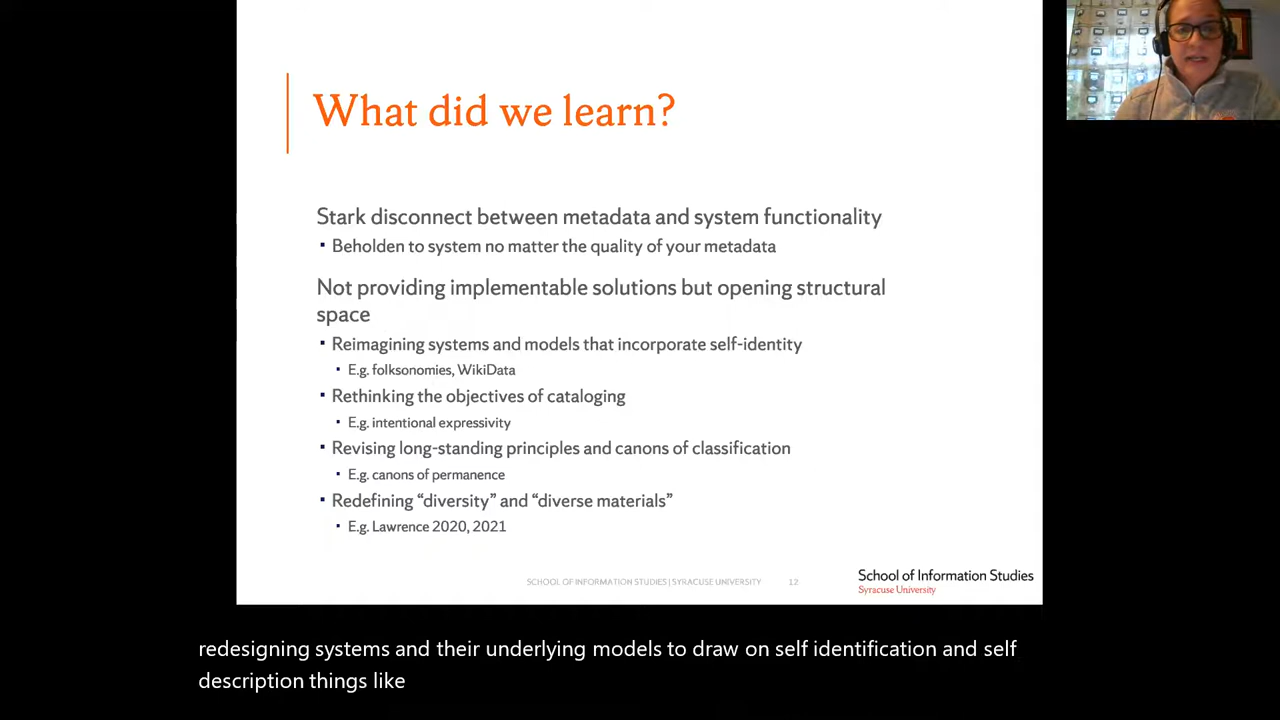 What did we learn?
Stark disconnect between metadata and system functionality
▪ Beholden to system no matter the quality of your metadata
Not providing implementable solutions but opening structural
space
▪ Reimagining systems and models that incorporate self-identity
▪ E.g. folksonomies, WikiData
▪ Rethinking the objectives of cataloging
▪ E.g. intentional expressivity
▪ Revising long-standing principles and canons of classification
▪ E.g. canons of permanence
▪ Redefining “diversity” and “diverse materials”
▪ E.g. Lawrence 2020, 2021
SCHOOL OF INFORMATION STUDIES | SYRACUSE UNIVERSITY 12
School of Information Studies
Syracuse University
redesigning systems and their underlying models to draw on self identification and self
description things like